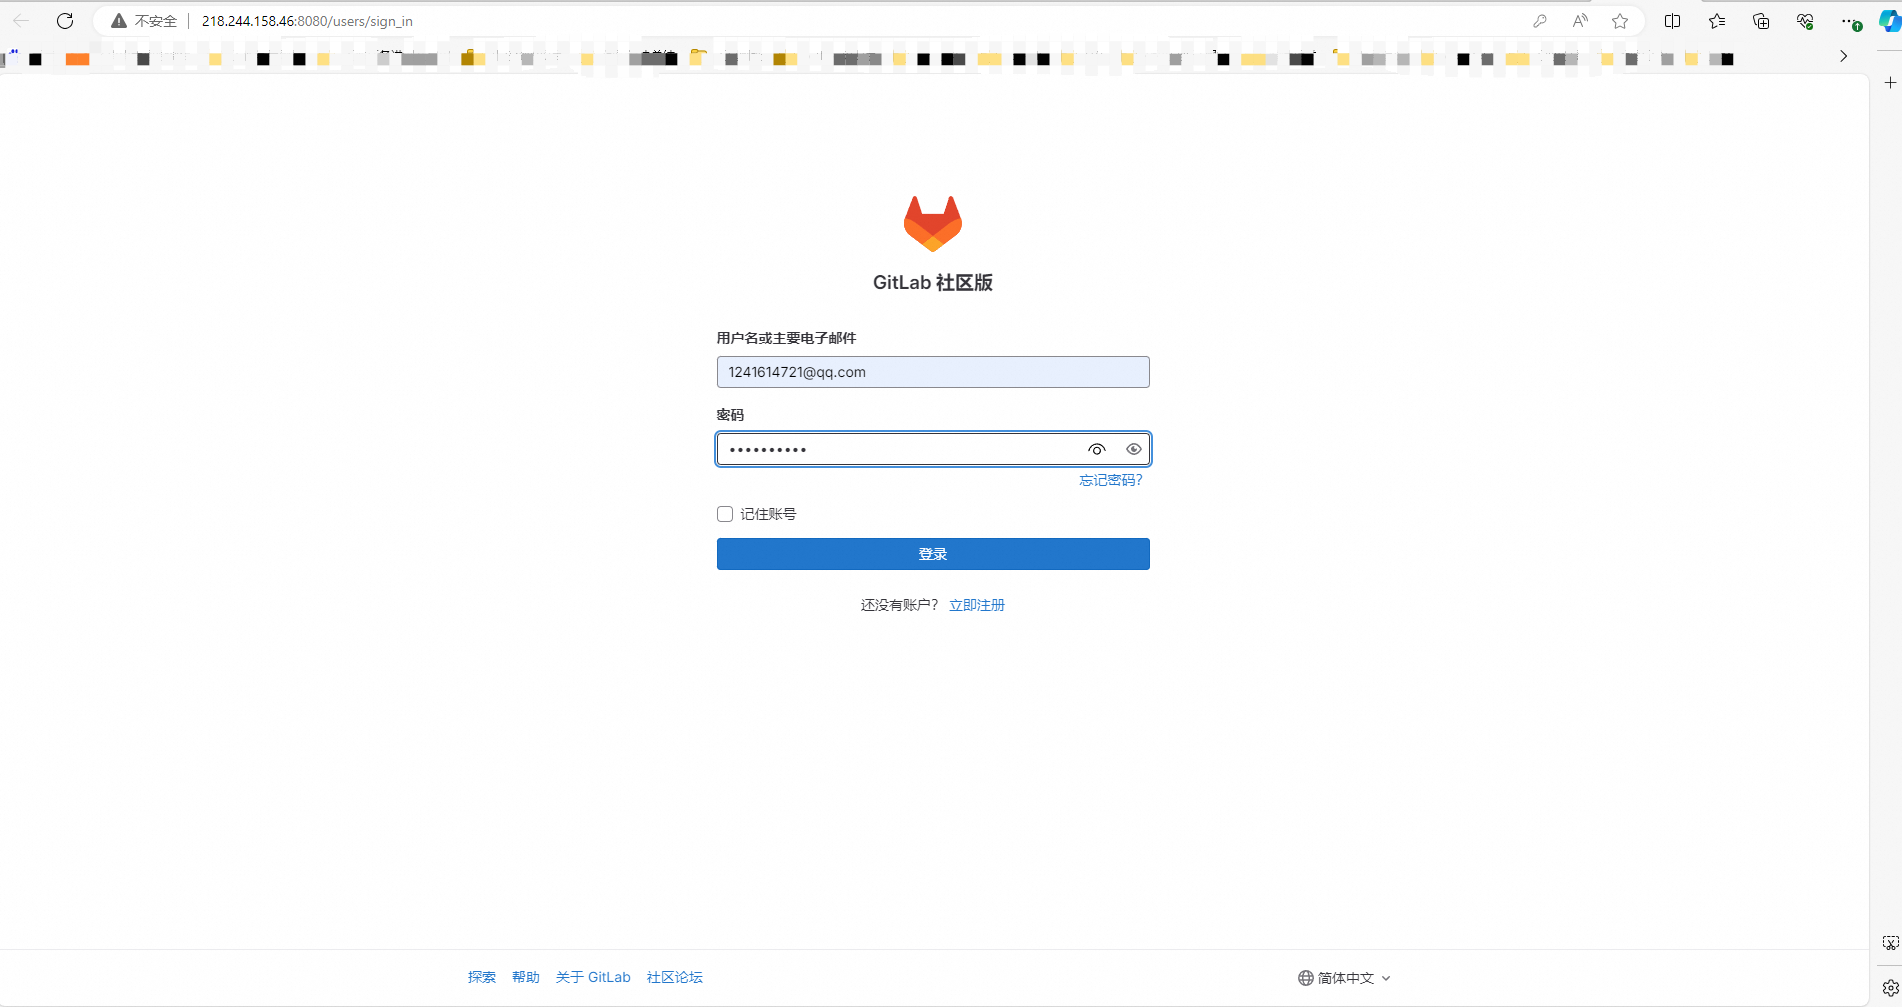 不安全 218.244.158.46:8080/users/sign_in
GitLab 社区版
用户名或主要电子邮件
1241614721@qq.com
密码
••••••••••
忘记密码?
记住账号
登录
还没有账户? 立即注册
探索 帮助 关于 GitLab 社区论坛 简体中文